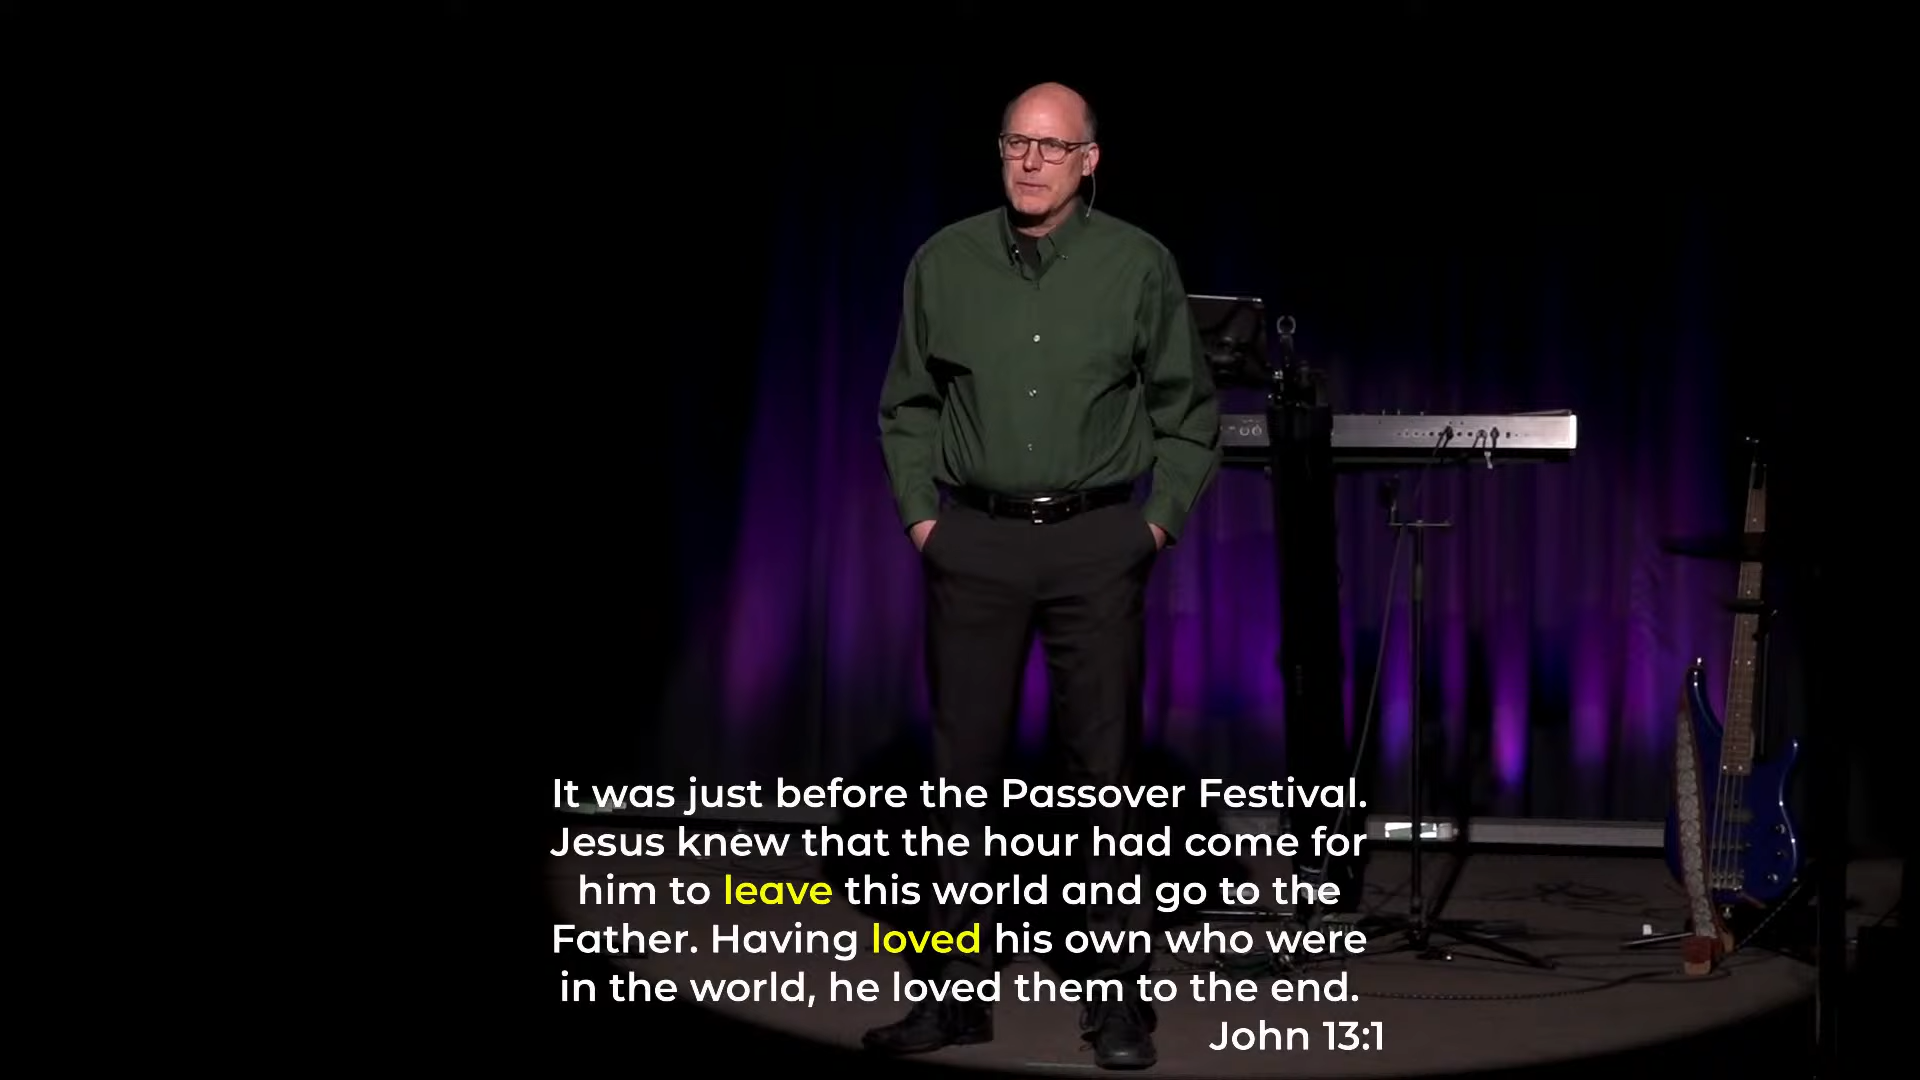 It was just before the Passover Festival.
Jesus knew that the hour had come for
him to leave this world and go to the
Father. Having loved his own who were
in the world, he loved them to the end.
John 13:1